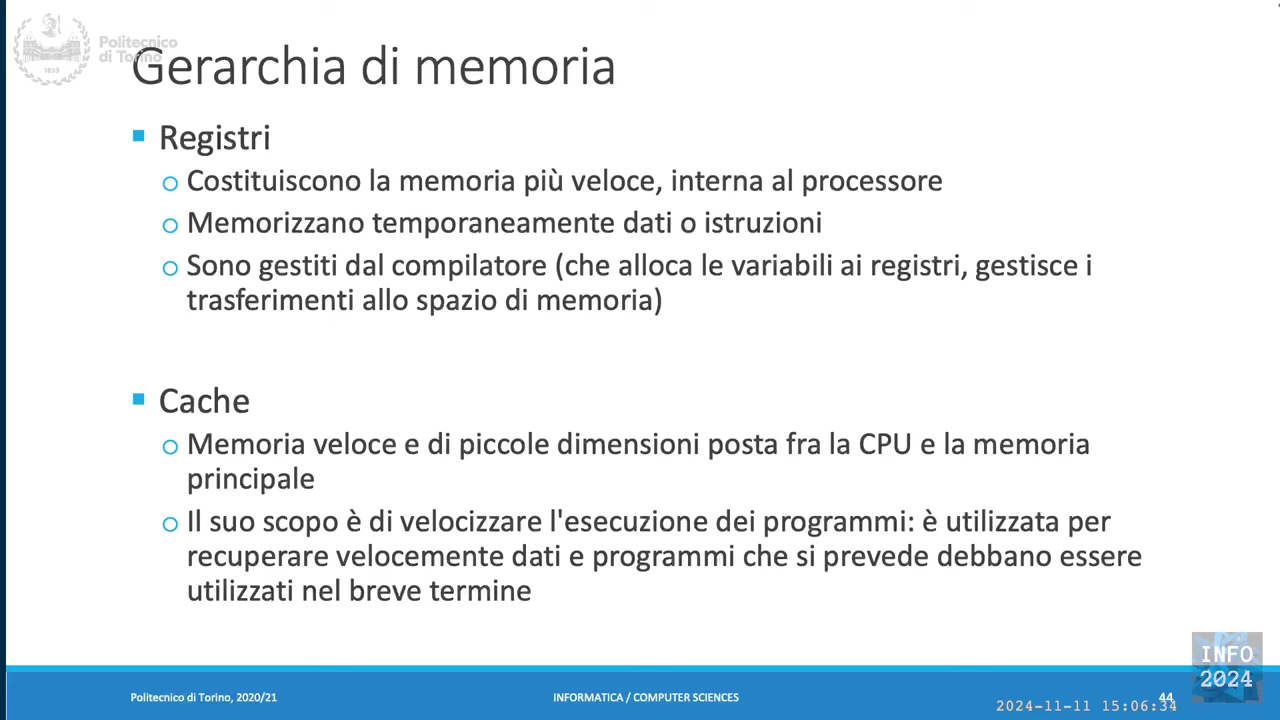 Politecnico
di Torino
Gerarchia di memoria
Registri
Costituiscono la memoria più veloce, interna al processore
Memorizzano temporaneamente dati o istruzioni
Sono gestiti dal compilatore (che alloca le variabili ai registri, gestisce i
trasferimenti allo spazio di memoria)
Cache
Memoria veloce e di piccole dimensioni posta fra la CPU e la memoria
principale
Il suo scopo è di velocizzare l'esecuzione dei programmi: è utilizzata per
recuperare velocemente dati e programmi che si prevede debbano essere
utilizzati nel breve termine
INFO
2024
Politecnico di Torino, 2020/21
INFORMATICA / COMPUTER SCIENCES
44
2024-11-11 15:06:34